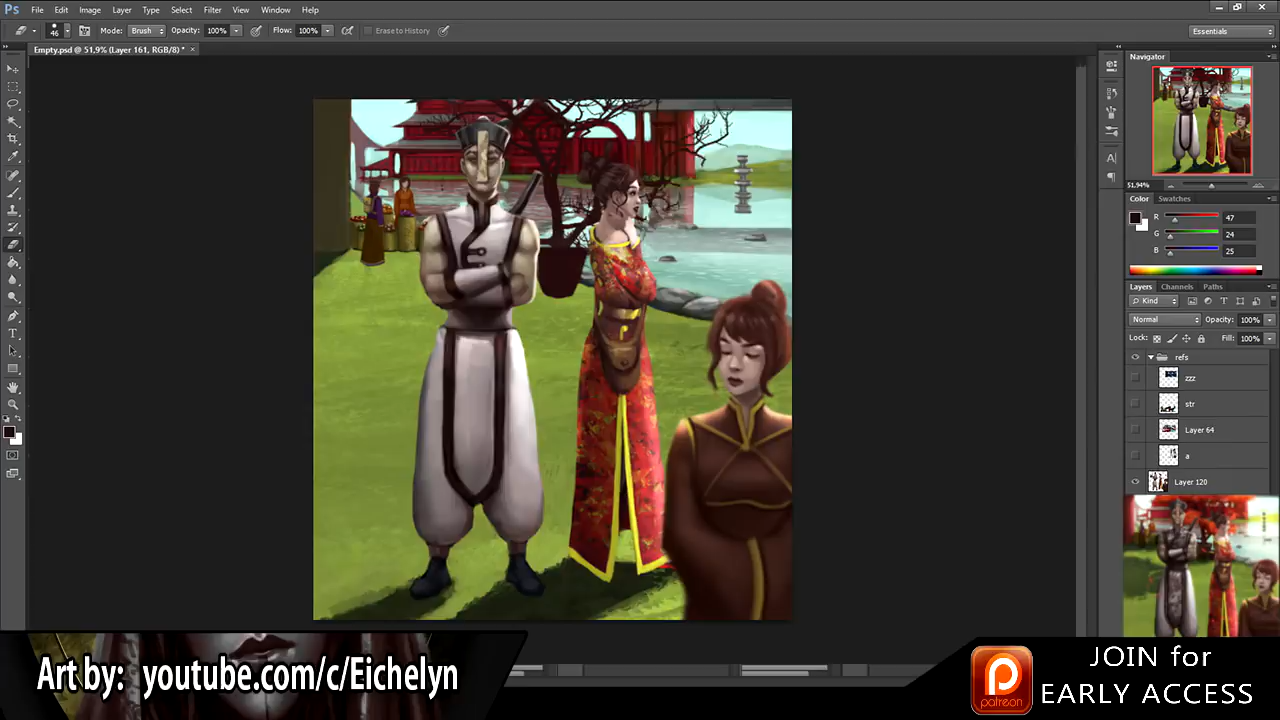 Ps File Edit Image Layer Type Select Filter View Window Help
46 Mode: Brush Opacity: 100% Flow: 100% Erase to History Essentials
Empty.psd @ 51,9% (Layer 161, RGB/8) * ×
Navigator
51.94%
Color Swatches
R 47
G 24
B 25
Layers Channels Paths
Kind
Normal Opacity: 100%
Lock: Fill: 100%
refs
zzz
str
Layer 64
a
Layer 120
Art by: youtube.com/c/Eichelyn
patreon
JOIN for
EARLY ACCESS